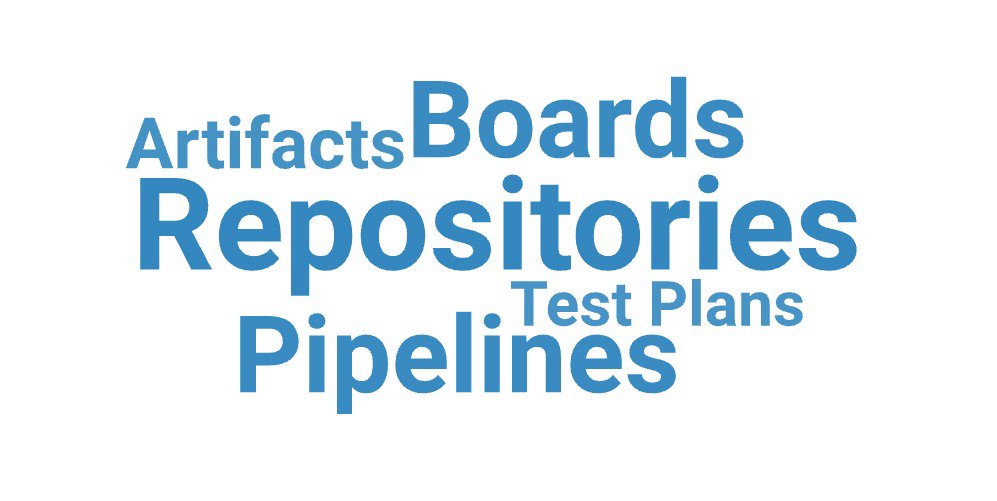 Artifacts Boards
Repositories
Test Plans
Pipelines